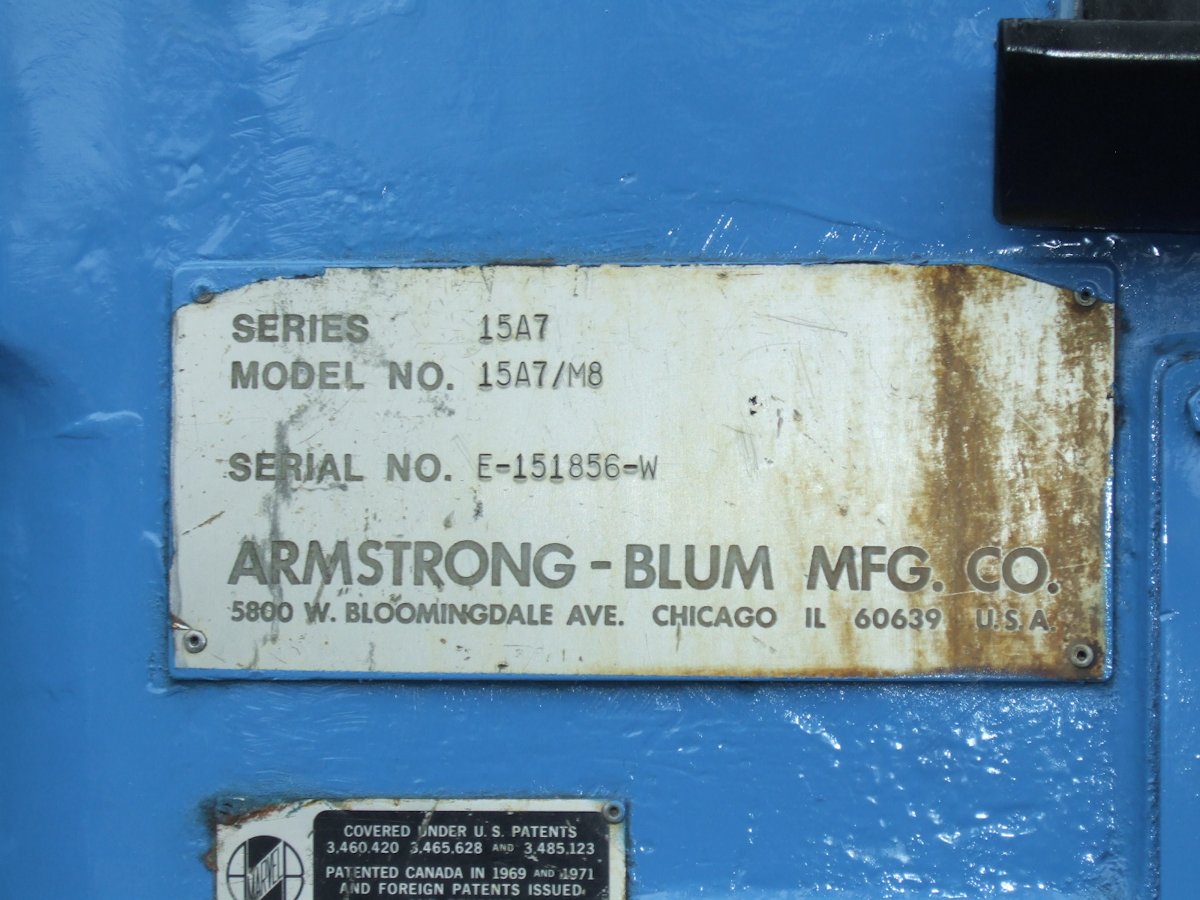 SERIES 15A7
MODEL NO. 15A7/M8
SERIAL NO. E-151856-W
ARMSTRONG - BLUM MFG. CO.
5800 W. BLOOMINGDALE AVE. CHICAGO IL 60639 U.S.A.
MARVEL
COVERED UNDER U.S. PATENTS
3,460,420 3,465,628 AND 3,485,123
PATENTED CANADA IN 1969 AND 1971
AND FOREIGN PATENTS ISSUED.